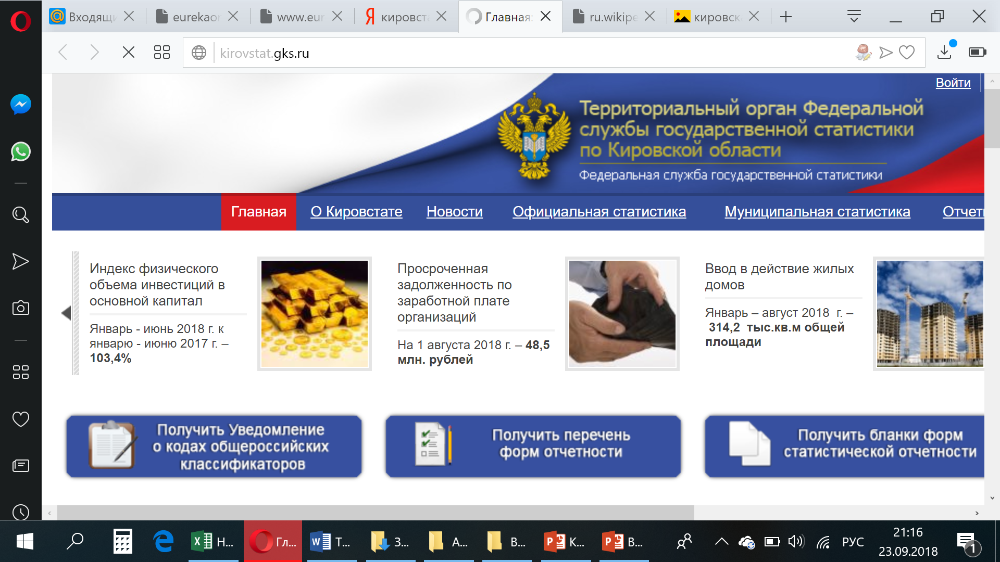 Входящи
eurekaor
www.eur
кировста
Главная:
ru.wikipe
кировск
kirovstat.gks.ru
Войти
Территориальный орган Федеральной
службы государственной статистики
по Кировской области
Федеральная служба государственной статистики
Главная
О Кировстате
Новости
Официальная статистика
Муниципальная статистика
Отчетн
Индекс физического
объема инвестиций в
основной капитал
Январь - июнь 2018 г. к
январю - июню 2017 г. –
103,4%
Просроченная
задолженность по
заработной плате
организаций
На 1 августа 2018 г. – 48,5
млн. рублей
Ввод в действие жилых
домов
Январь – август 2018 г. –
314,2 тыс.кв.м общей
площади
Получить Уведомление
о кодах общероссийских
классификаторов
Получить перечень
форм отчетности
Получить бланки форм
статистической отчетности
Н...
Гл...
Т...
З...
А...
В...
К...
В...
РУС
21:16
23.09.2018
1